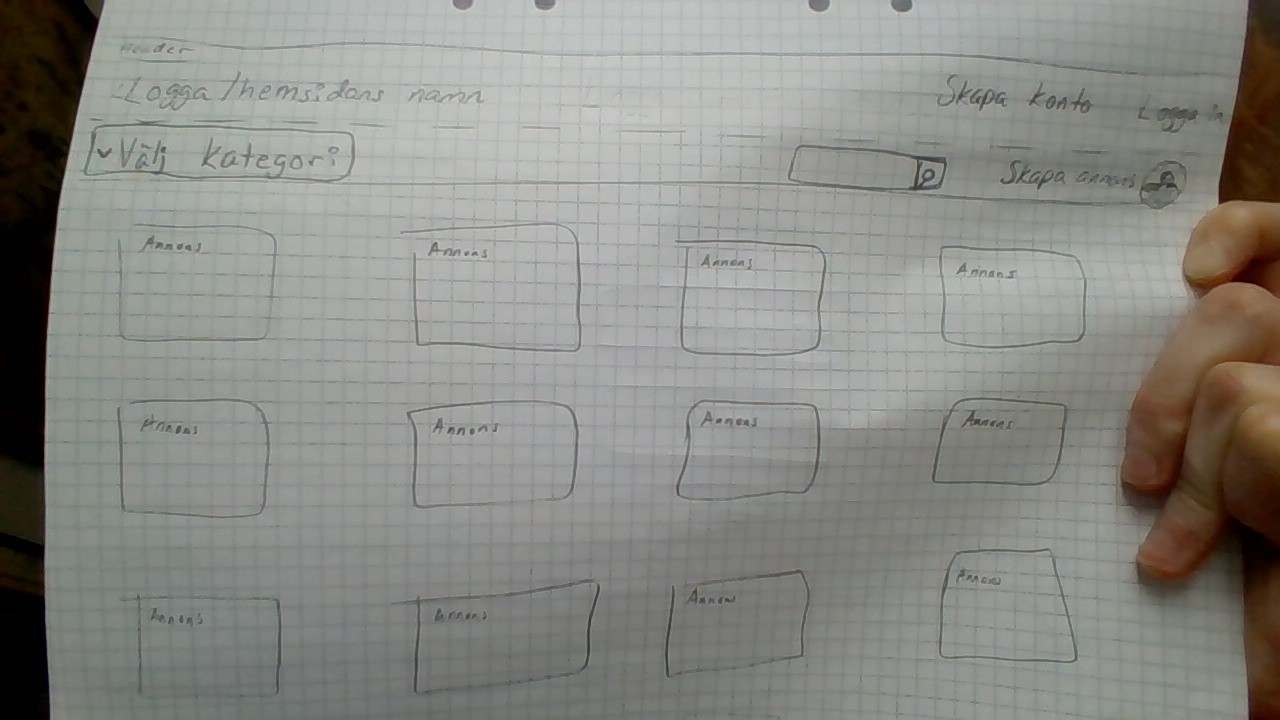 Header
Logga/hemsidans namn
Skapa konto
Logga in
Välj kategori
Skapa annons
Annons
Annons
Annons
Annons
Annons
Annons
Annons
Annons
Annons
Annons
Annons
Annons